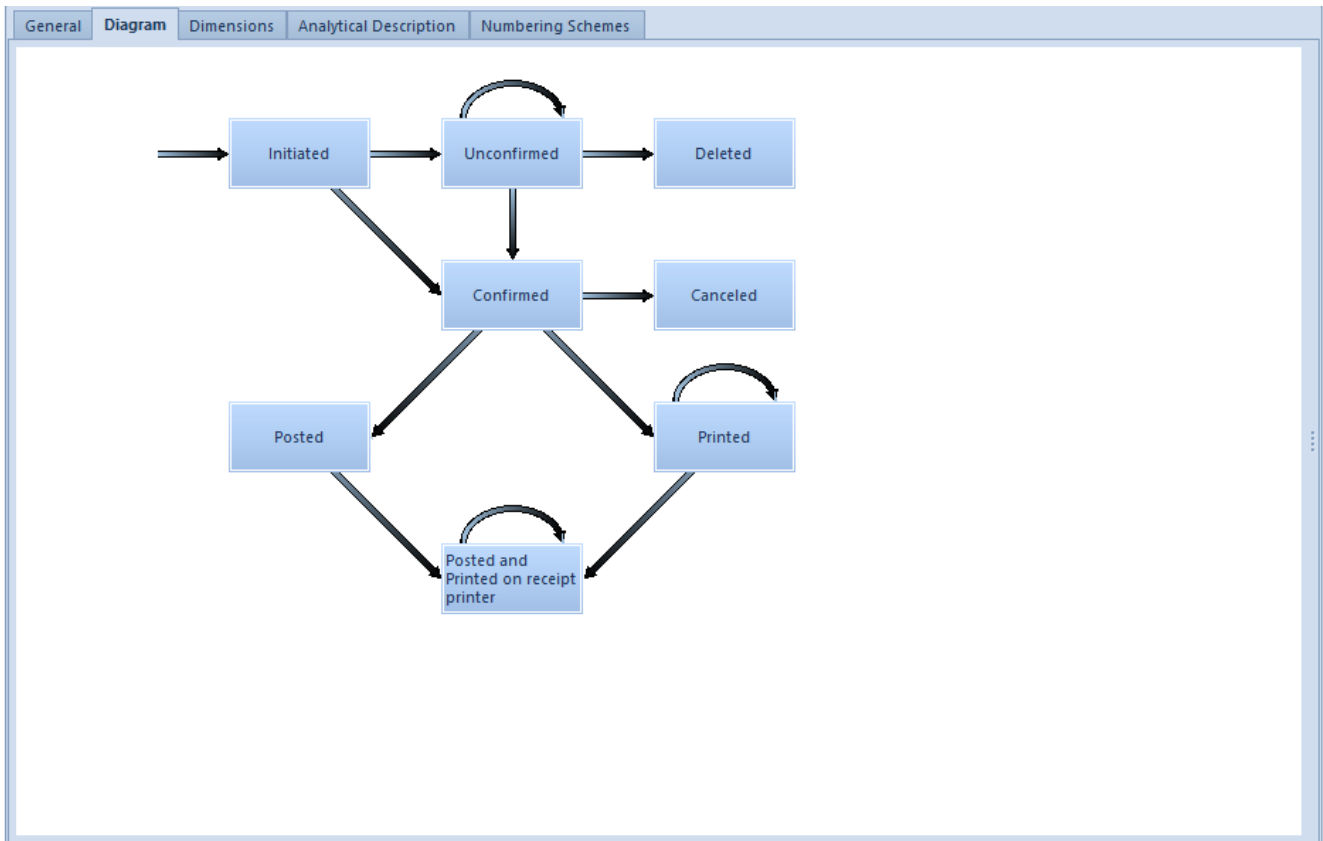 General
Diagram
Dimensions
Analytical Description
Numbering Schemes
Initiated
Unconfirmed
Deleted
Confirmed
Canceled
Posted
Printed
Posted and
Printed on receipt
printer